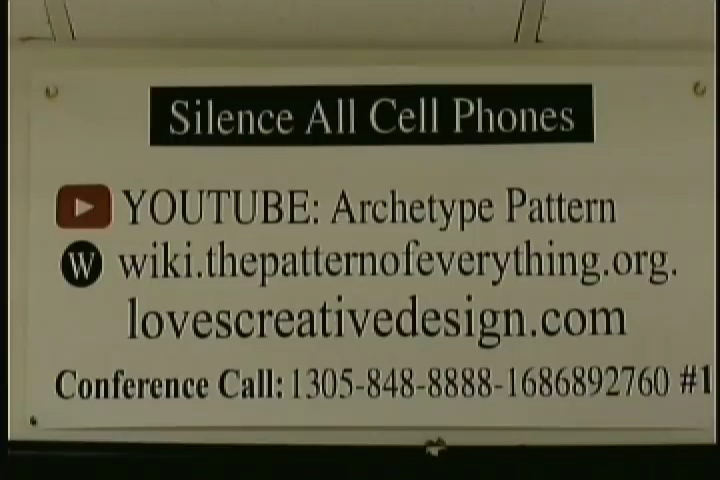 Silence All Cell Phones
YOUTUBE: Archetype Pattern
W wiki.thepatternofeverything.org.
lovescreativedesign.com
Conference Call: 1305-848-8888-1686892760 #1